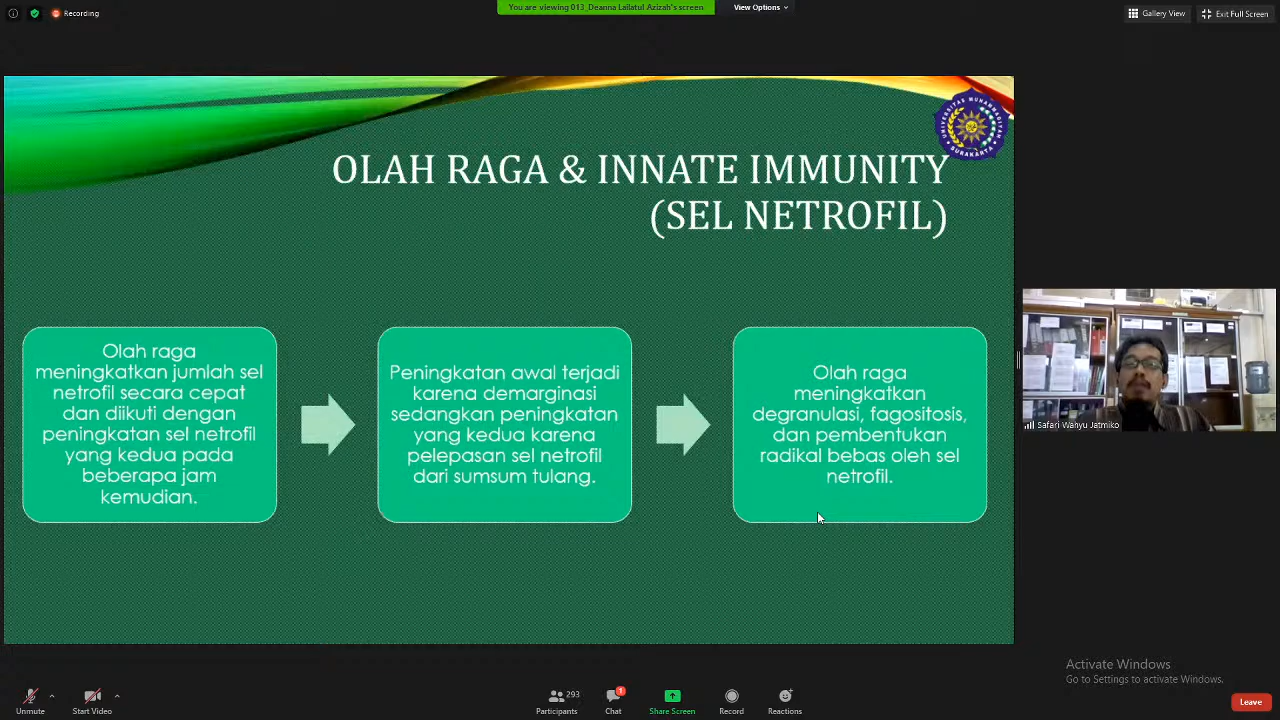 Recording
You are viewing 013_Deanna Lailatul Azizah's screen
View Options
Gallery View
Exit Full Screen
UNIVERSITAS MUHAMMADIYAH
SURAKARTA
OLAH RAGA & INNATE IMMUNITY
(SEL NETROFIL)
Olah raga
meningkatkan jumlah sel
netrofil secara cepat
dan diikuti dengan
peningkatan sel netrofil
yang kedua pada
beberapa jam
kemudian.
Peningkatan awal terjadi
karena demarginasi
sedangkan peningkatan
yang kedua karena
pelepasan sel netrofil
dari sumsum tulang.
Olah raga
meningkatkan
degranulasi, fagositosis,
dan pembentukan
radikal bebas oleh sel
netrofil.
Safari Wahyu Jatmiko
Activate Windows
Go to Settings to activate Windows.
Unmute
Start Video
293
Participants
1
Chat
Share Screen
Record
Reactions
Leave